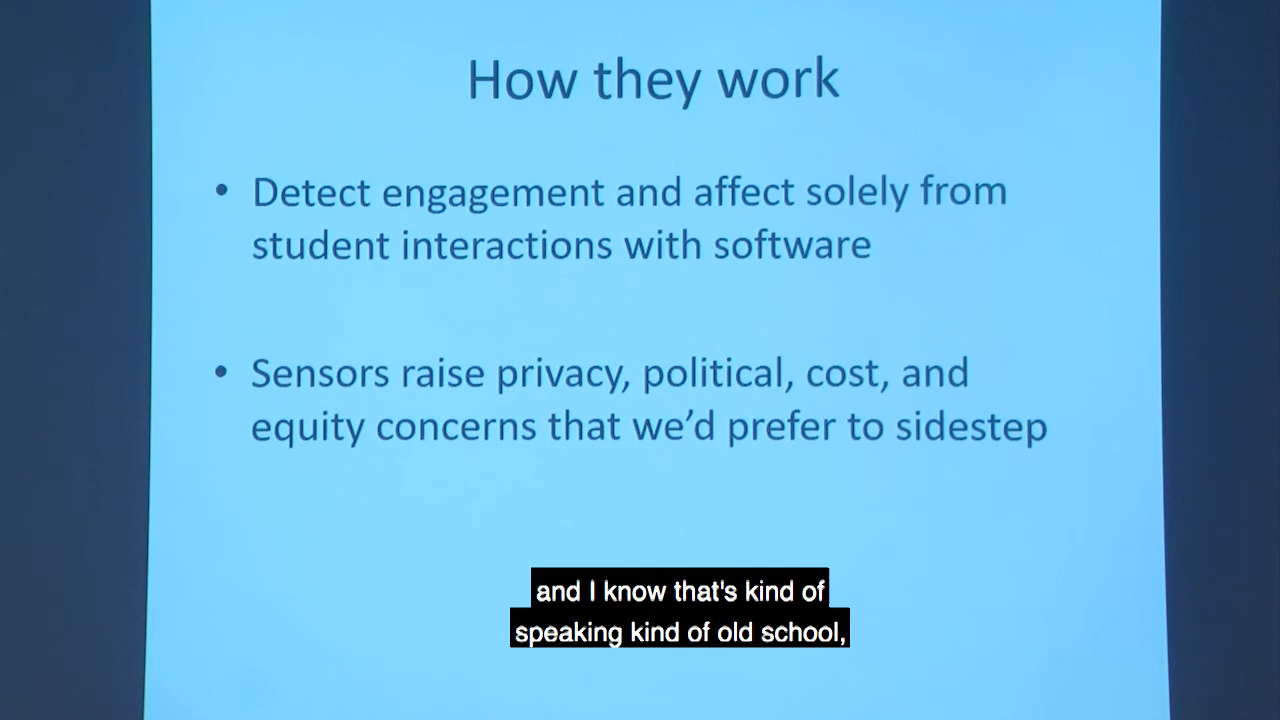 How they work
• Detect engagement and affect solely from
student interactions with software
• Sensors raise privacy, political, cost, and
equity concerns that we’d prefer to sidestep
and I know that's kind of
speaking kind of old school,